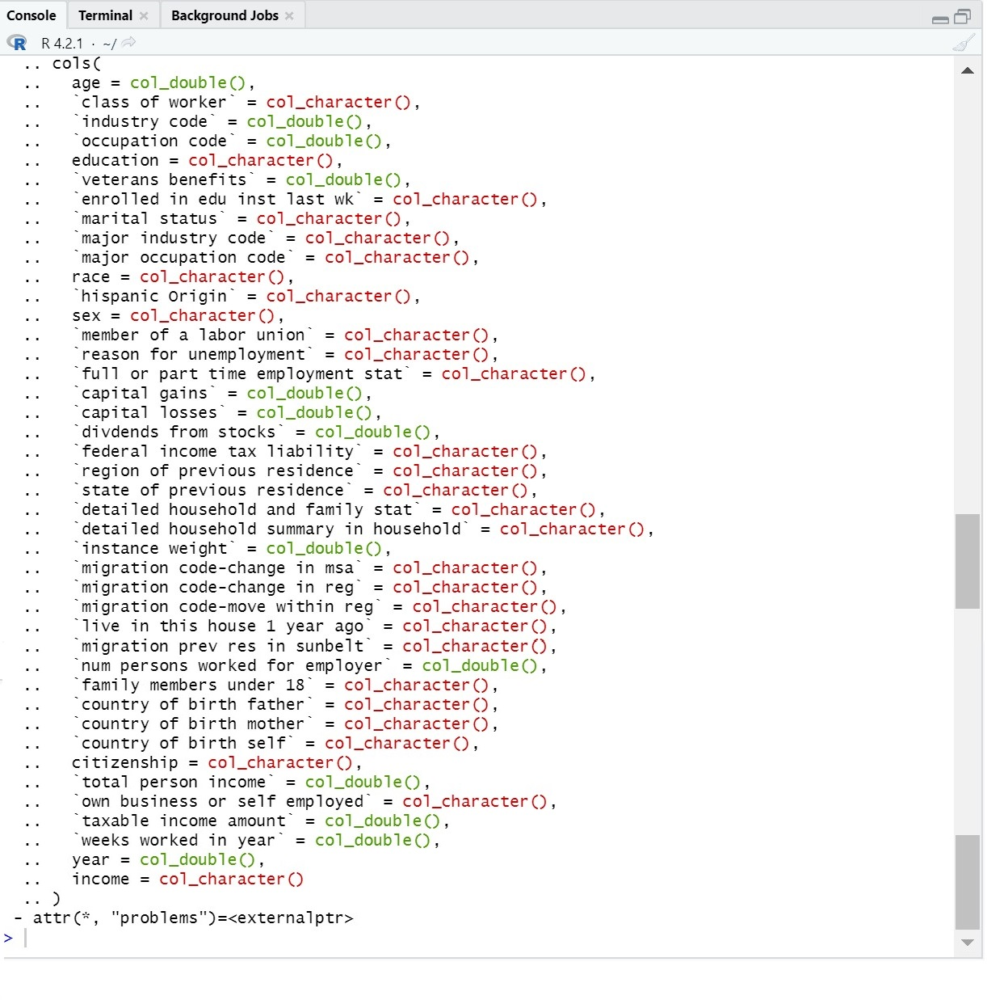 Console Terminal Background Jobs
R 4.2.1 · ~/
.. cols(
..   age = col_double(),
..   `class of worker` = col_character(),
..   `industry code` = col_double(),
..   `occupation code` = col_double(),
..   education = col_character(),
..   `veterans benefits` = col_double(),
..   `enrolled in edu inst last wk` = col_character(),
..   `marital status` = col_character(),
..   `major industry code` = col_character(),
..   `major occupation code` = col_character(),
..   race = col_character(),
..   `hispanic Origin` = col_character(),
..   sex = col_character(),
..   `member of a labor union` = col_character(),
..   `reason for unemployment` = col_character(),
..   `full or part time employment stat` = col_character(),
..   `capital gains` = col_double(),
..   `capital losses` = col_double(),
..   `divdends from stocks` = col_double(),
..   `federal income tax liability` = col_character(),
..   `region of previous residence` = col_character(),
..   `state of previous residence` = col_character(),
..   `detailed household and family stat` = col_character(),
..   `detailed household summary in household` = col_character(),
..   `instance weight` = col_double(),
..   `migration code-change in msa` = col_character(),
..   `migration code-change in reg` = col_character(),
..   `migration code-move within reg` = col_character(),
..   `live in this house 1 year ago` = col_character(),
..   `migration prev res in sunbelt` = col_character(),
..   `num persons worked for employer` = col_double(),
..   `family members under 18` = col_character(),
..   `country of birth father` = col_character(),
..   `country of birth mother` = col_character(),
..   `country of birth self` = col_character(),
..   citizenship = col_character(),
..   `total person income` = col_double(),
..   `own business or self employed` = col_character(),
..   `taxable income amount` = col_double(),
..   `weeks worked in year` = col_double(),
..   year = col_double(),
..   income = col_character()
.. )
- attr(*, "problems")=<externalptr>
>